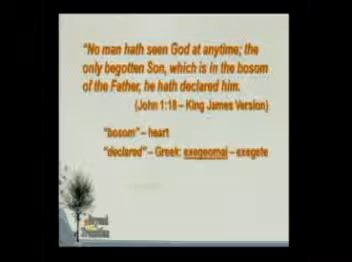 "No man hath seen God at anytime; the
only begotten Son, which is in the bosom
of the Father, he hath declared him.
(John 1:18 – King James Version)
"bosom" – heart
"declared" – Greek: exegeomai – exegete